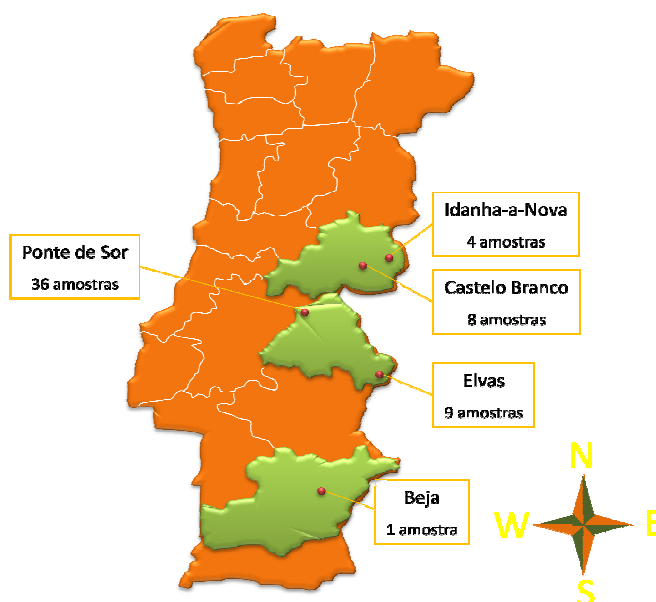 Idanha-a-Nova
4 amostras
Ponte de Sor
36 amostras
Castelo Branco
8 amostras
Elvas
9 amostras
Beja
1 amostra
N
W
E
S